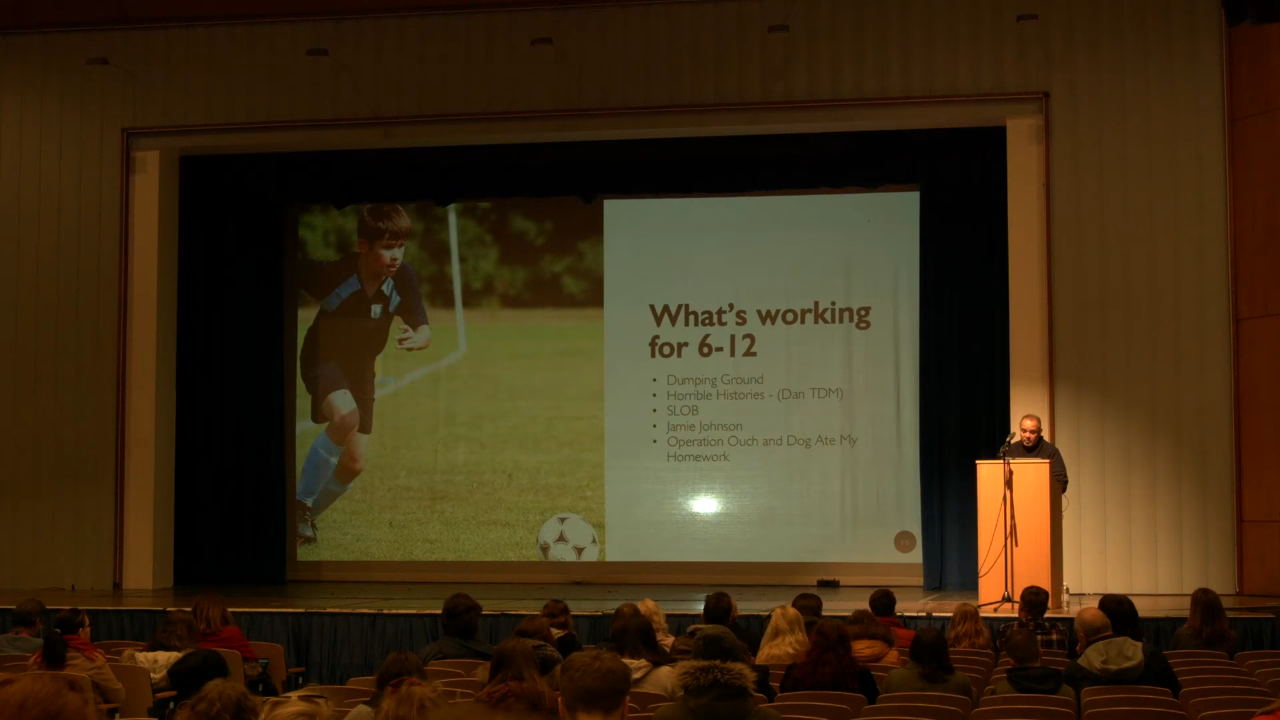 What's working
for 6-12
• Dumping Ground
• Horrible Histories - (Dan TDM)
• SLOB
• Jamie Johnson
• Operation Ouch and Dog Ate My
Homework